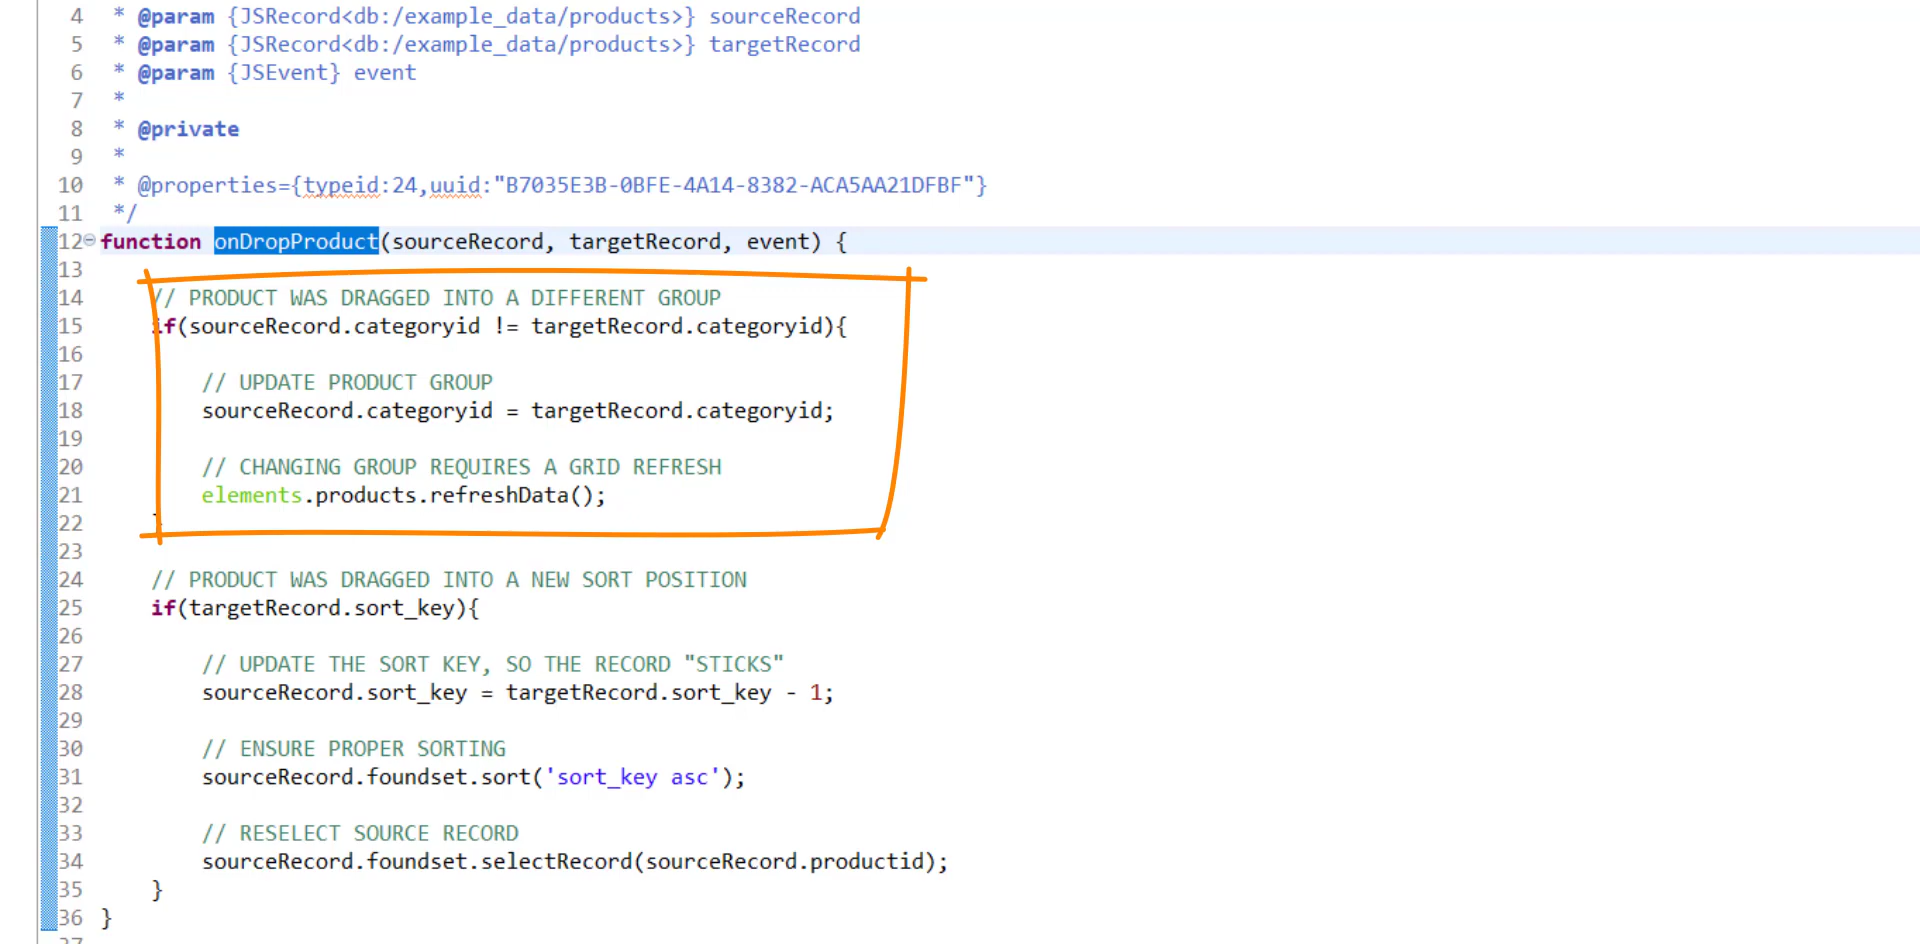 4 * @param {JSRecord<db:/example_data/products>} sourceRecord
5 * @param {JSRecord<db:/example_data/products>} targetRecord
6 * @param {JSEvent} event
7 *
8 * @private
9 *
10 * @properties={typeid:24,uuid:"B7035E3B-0BFE-4A14-8382-ACA5AA21DFBF"}
11 */
12 function onDropProduct(sourceRecord, targetRecord, event) {
13
14 // PRODUCT WAS DRAGGED INTO A DIFFERENT GROUP
15 if(sourceRecord.categoryid != targetRecord.categoryid){
16
17 // UPDATE PRODUCT GROUP
18 sourceRecord.categoryid = targetRecord.categoryid;
19
20 // CHANGING GROUP REQUIRES A GRID REFRESH
21 elements.products.refreshData();
22 }
23
24 // PRODUCT WAS DRAGGED INTO A NEW SORT POSITION
25 if(targetRecord.sort_key){
26
27 // UPDATE THE SORT KEY, SO THE RECORD "STICKS"
28 sourceRecord.sort_key = targetRecord.sort_key - 1;
29
30 // ENSURE PROPER SORTING
31 sourceRecord.foundset.sort('sort_key asc');
32
33 // RESELECT SOURCE RECORD
34 sourceRecord.foundset.selectRecord(sourceRecord.productid);
35 }
36 }
37